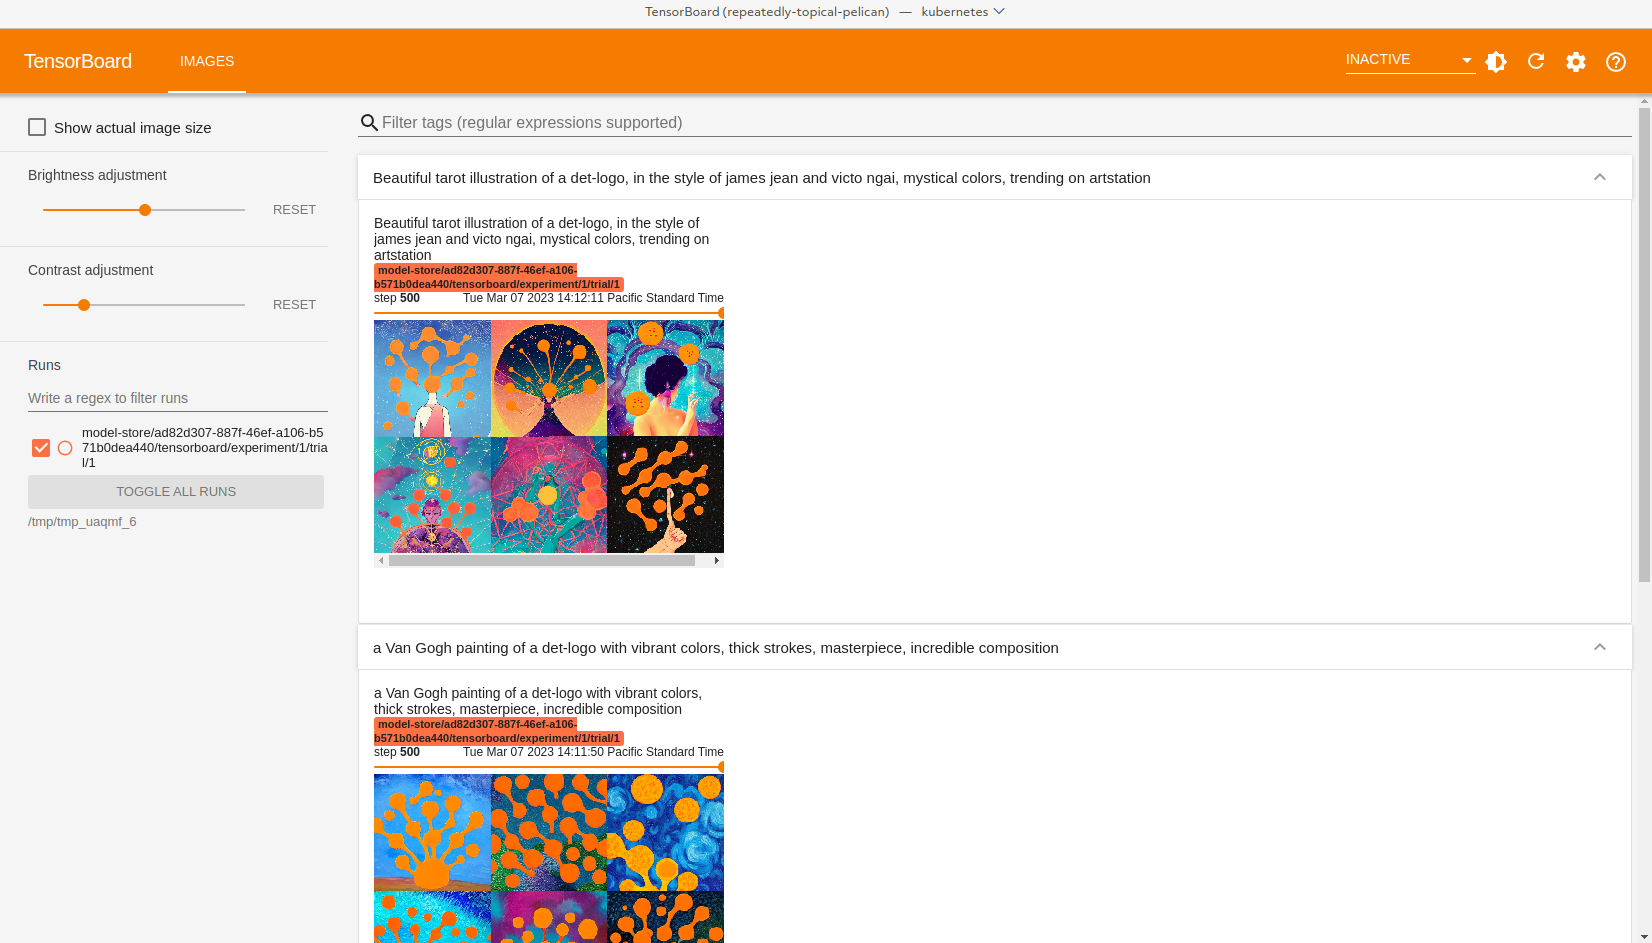 TensorBoard (repeatedly-topical-pelican) — kubernetes
TensorBoard
IMAGES
INACTIVE
Show actual image size
Brightness adjustment
RESET
Contrast adjustment
RESET
Runs
Write a regex to filter runs
model-store/ad82d307-887f-46ef-a106-b5
71b0dea440/tensorboard/experiment/1/tria
l/1
TOGGLE ALL RUNS
/tmp/tmp_uaqmf_6
Filter tags (regular expressions supported)
Beautiful tarot illustration of a det-logo, in the style of james jean and victo ngai, mystical colors, trending on artstation
Beautiful tarot illustration of a det-logo, in the style of
james jean and victo ngai, mystical colors, trending on
artstation
model-store/ad82d307-887f-46ef-a106-
b571b0dea440/tensorboard/experiment/1/trial/1
step 500 Tue Mar 07 2023 14:12:11 Pacific Standard Time
a Van Gogh painting of a det-logo with vibrant colors, thick strokes, masterpiece, incredible composition
a Van Gogh painting of a det-logo with vibrant colors,
thick strokes, masterpiece, incredible composition
model-store/ad82d307-887f-46ef-a106-
b571b0dea440/tensorboard/experiment/1/trial/1
step 500 Tue Mar 07 2023 14:11:50 Pacific Standard Time